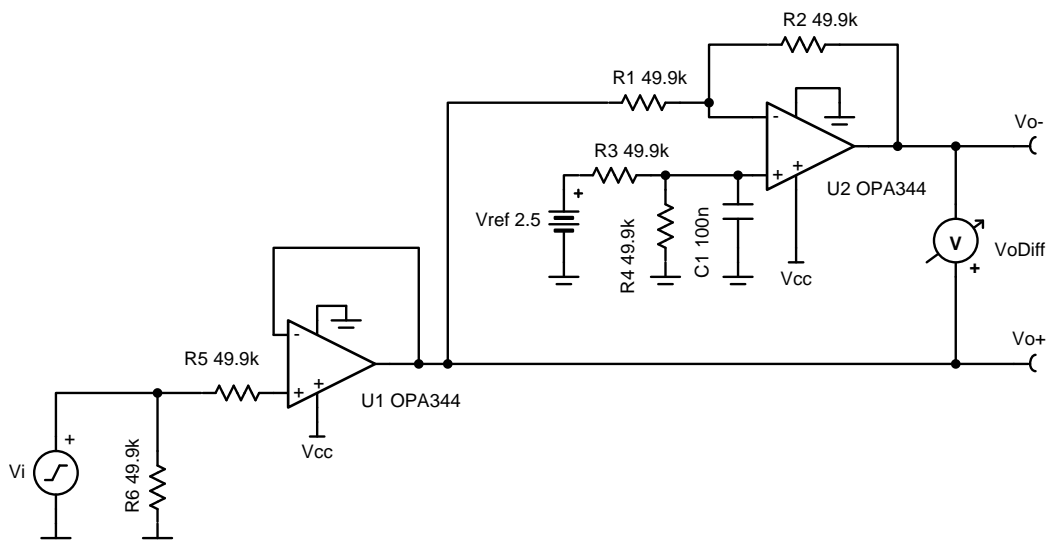 R2 49.9k
R1 49.9k
Vo-
-
+
+
R3 49.9k
U2 OPA344
+
Vref 2.5
R4 49.9k
C1 100n
Vcc
V
VoDiff
+
-
+
+
R5 49.9k
U1 OPA344
Vo+
Vcc
+
Vi
R6 49.9k